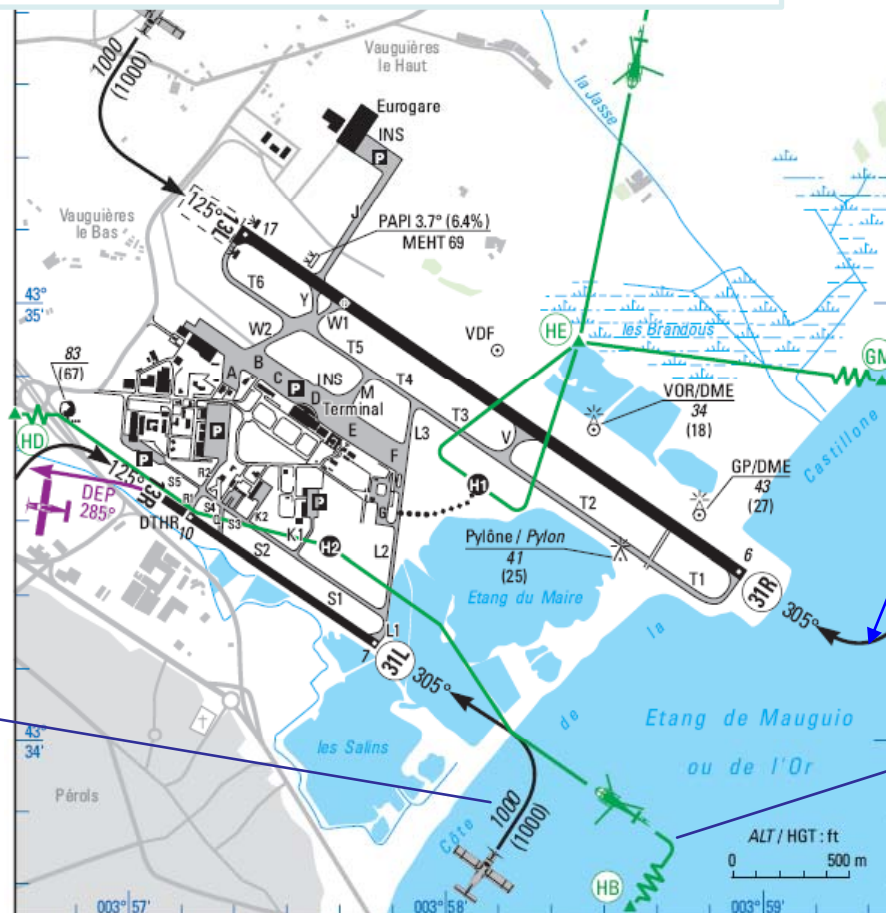 1000
(1000)
Vauguières
le Haut
la Jasse
Eurogare
INS
P
J
125°
13L
17
PAPI 3.7° (6.4%)
MEHT 69
Vauguières
le Bas
T6
Y
W1
W2
43°
35'
VDF
HE
les Brandous
GM
83
(67)
A
B
C
P
INS
D
M
T5
T4
Terminal
E
T3
VOR/DME
34
(18)
Castillone
HD
P
P
L3
V
F
GP/DME
43
(27)
125°
13R
S5
R2
R1
S4
S3
K2
P
G
H1
T2
DEP
285°
DTHR
10
K1
H2
S2
L2
Pylône / Pylon
41
(25)
Etang du Maire
T1
6
31R
305°
S1
L1
7
31L
305°
la
de
43°
34'
les Salins
Etang de Mauguio
ou de l'Or
Pérols
1000
(1000)
Côte
HB
ALT / HGT : ft
0
500 m
003° 57'
003° 58'
003° 59'